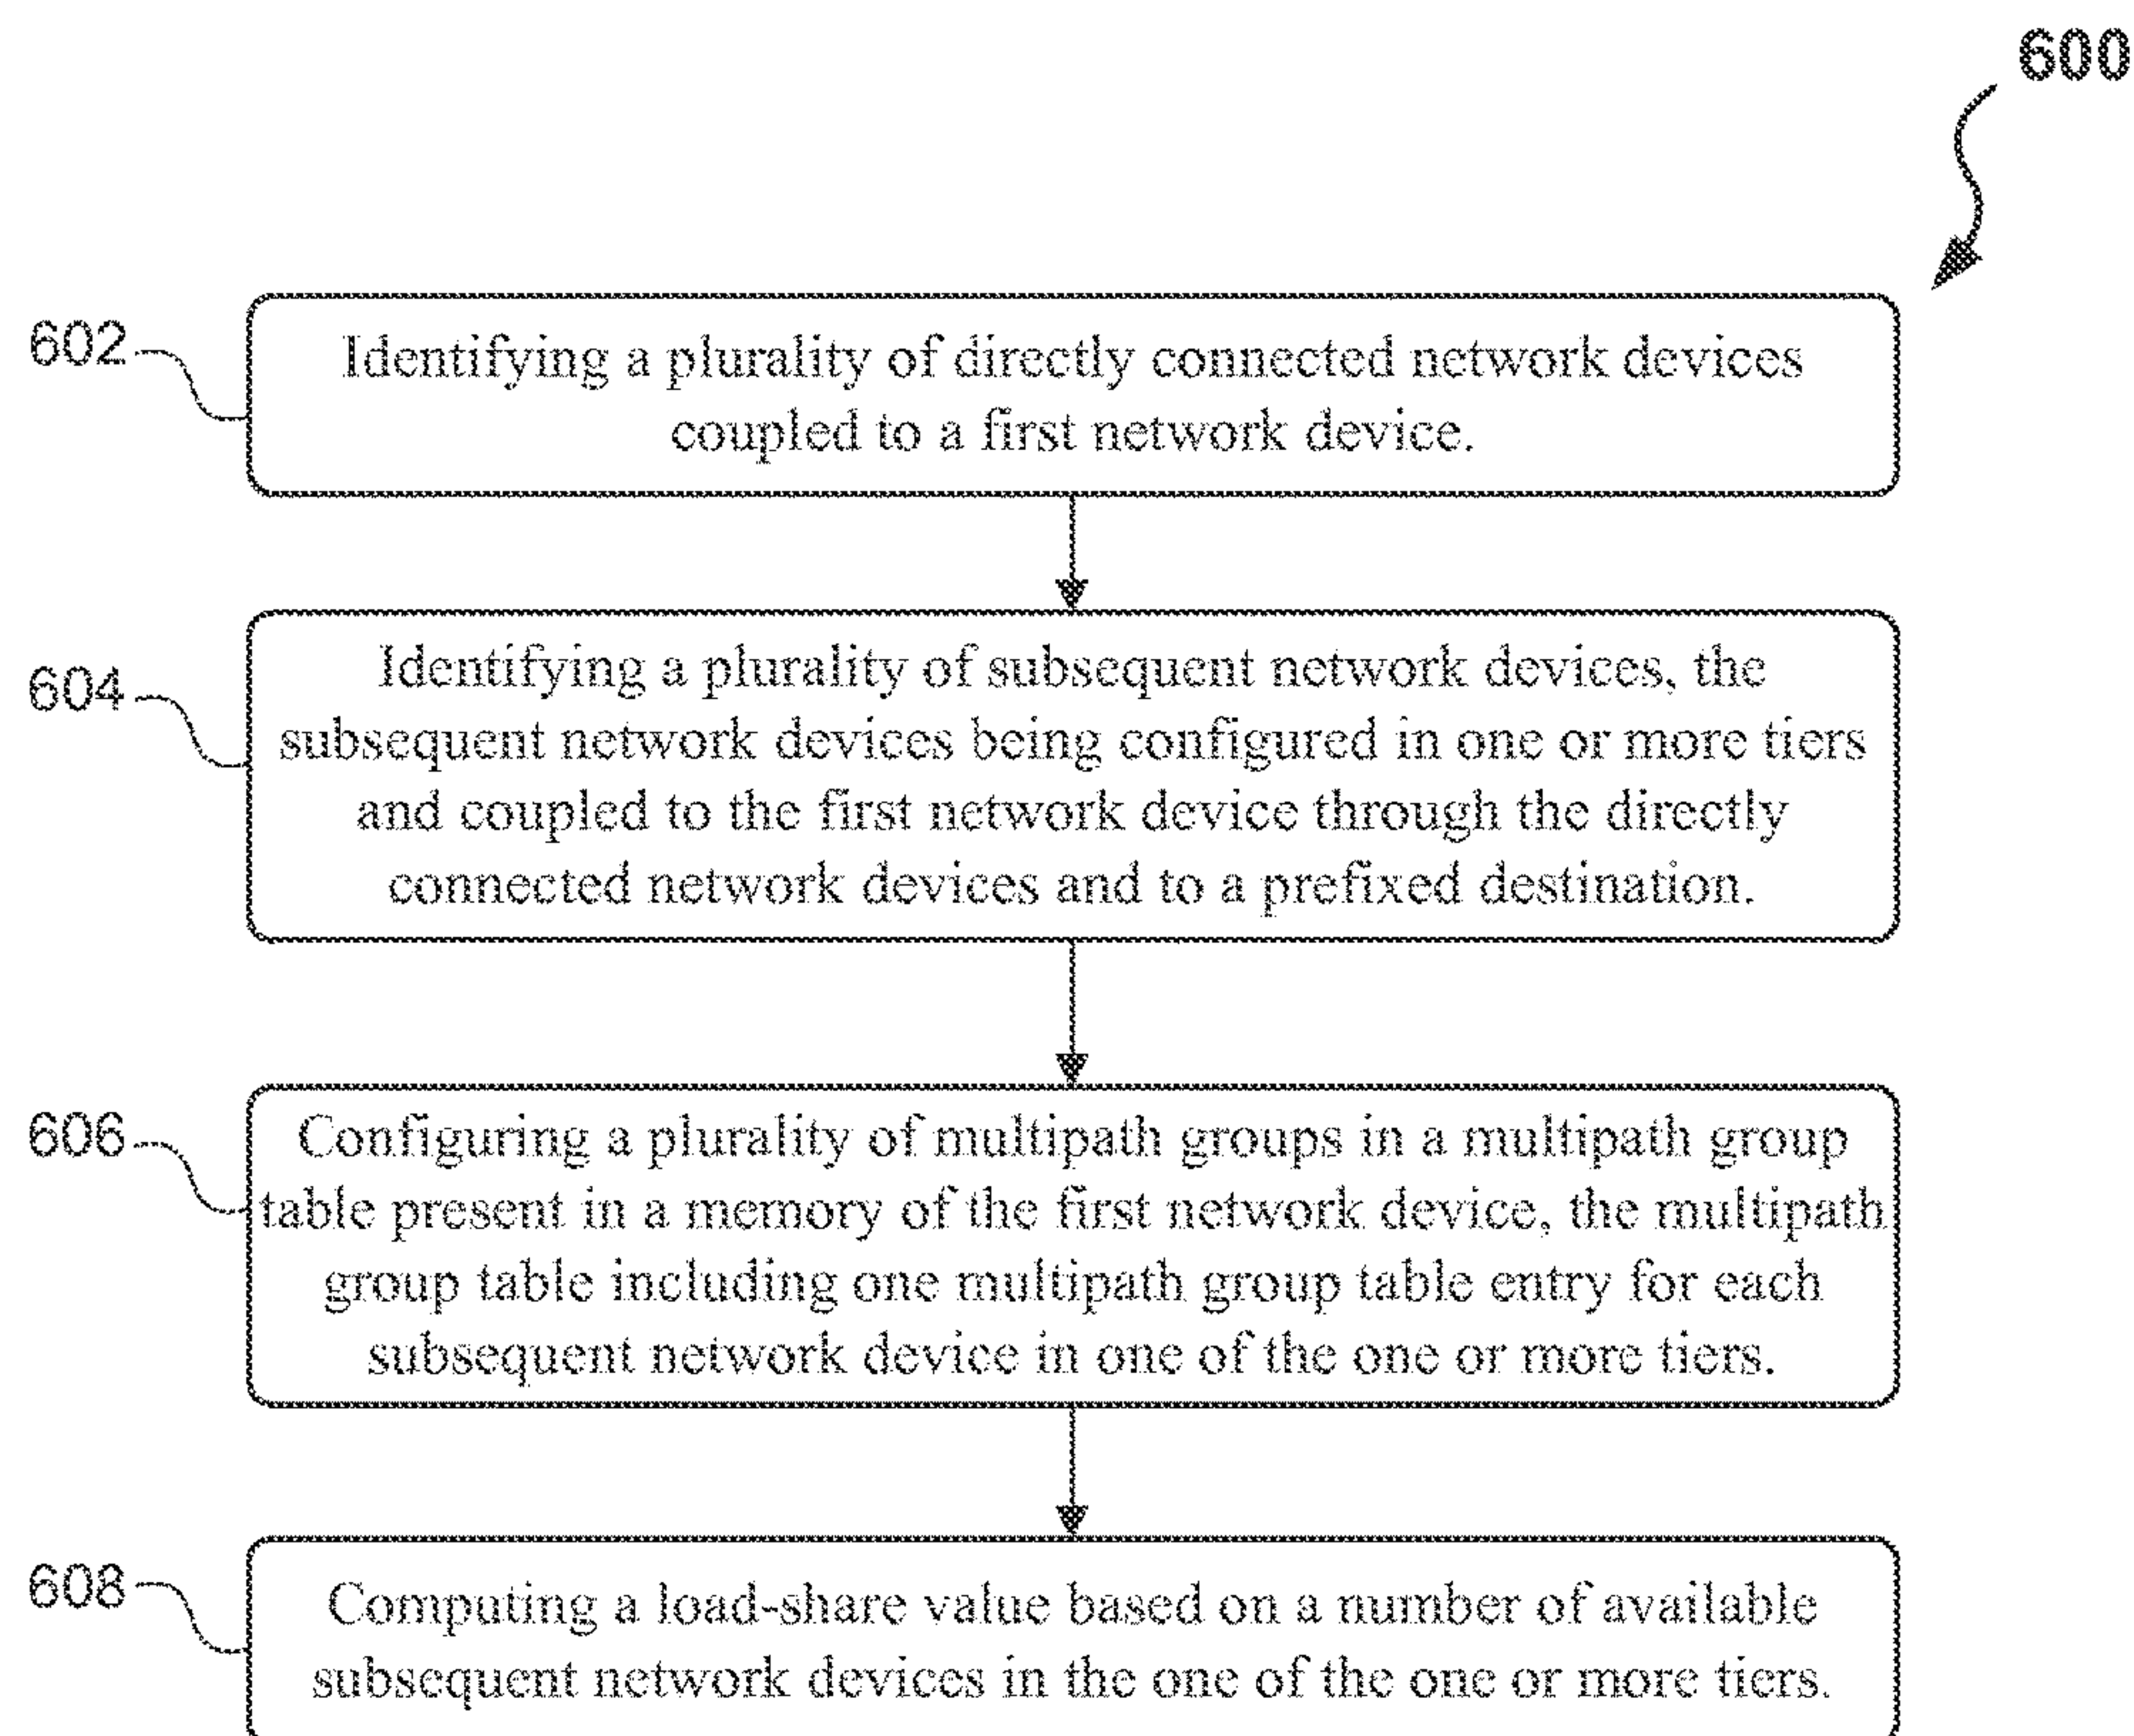 600
602
Identifying a plurality of directly connected network devices
coupled to a first network device.
604
Identifying a plurality of subsequent network devices, the
subsequent network devices being configured in one or more tiers
and coupled to the first network device through the directly
connected network devices and to a prefixed destination.
606
Configuring a plurality of multipath groups in a multipath group
table present in a memory of the first network device, the multipath
group table including one multipath group table entry for each
subsequent network device in one of the one or more tiers.
608
Computing a load-share value based on a number of available
subsequent network devices in the one of the one or more tiers.